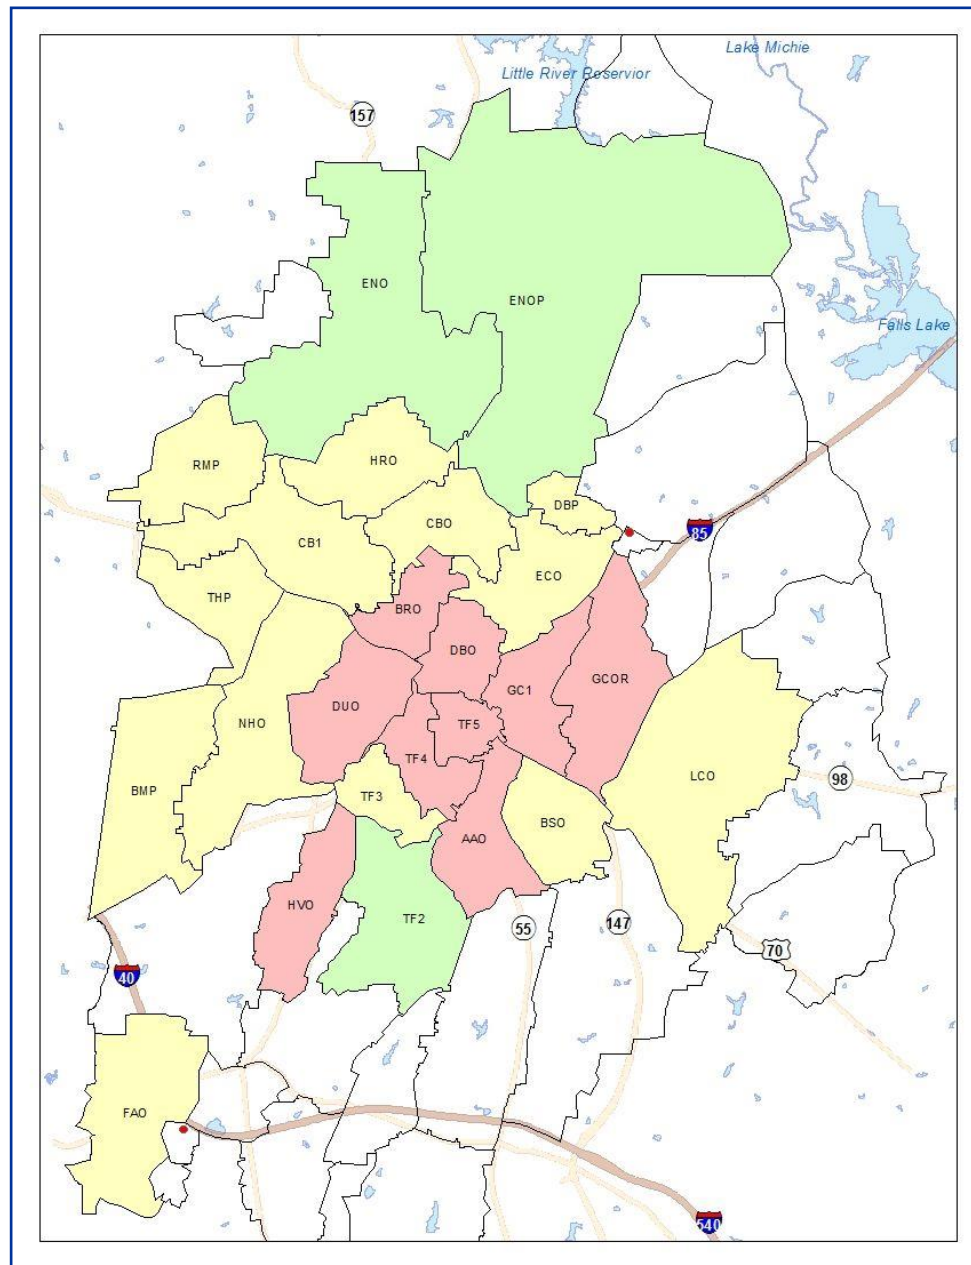 Lake Michie
Little River Reservior
157
ENO
ENOP
Falls Lake
RMP
HRO
DBP
CBO
85
CB1
ECO
THP
BRO
DBO
GCOR
GC1
DUO
NHO
TF5
TF4
LCO
98
BMP
TF3
BSO
AAO
HVO
TF2
55
147
70
40
FAO
540